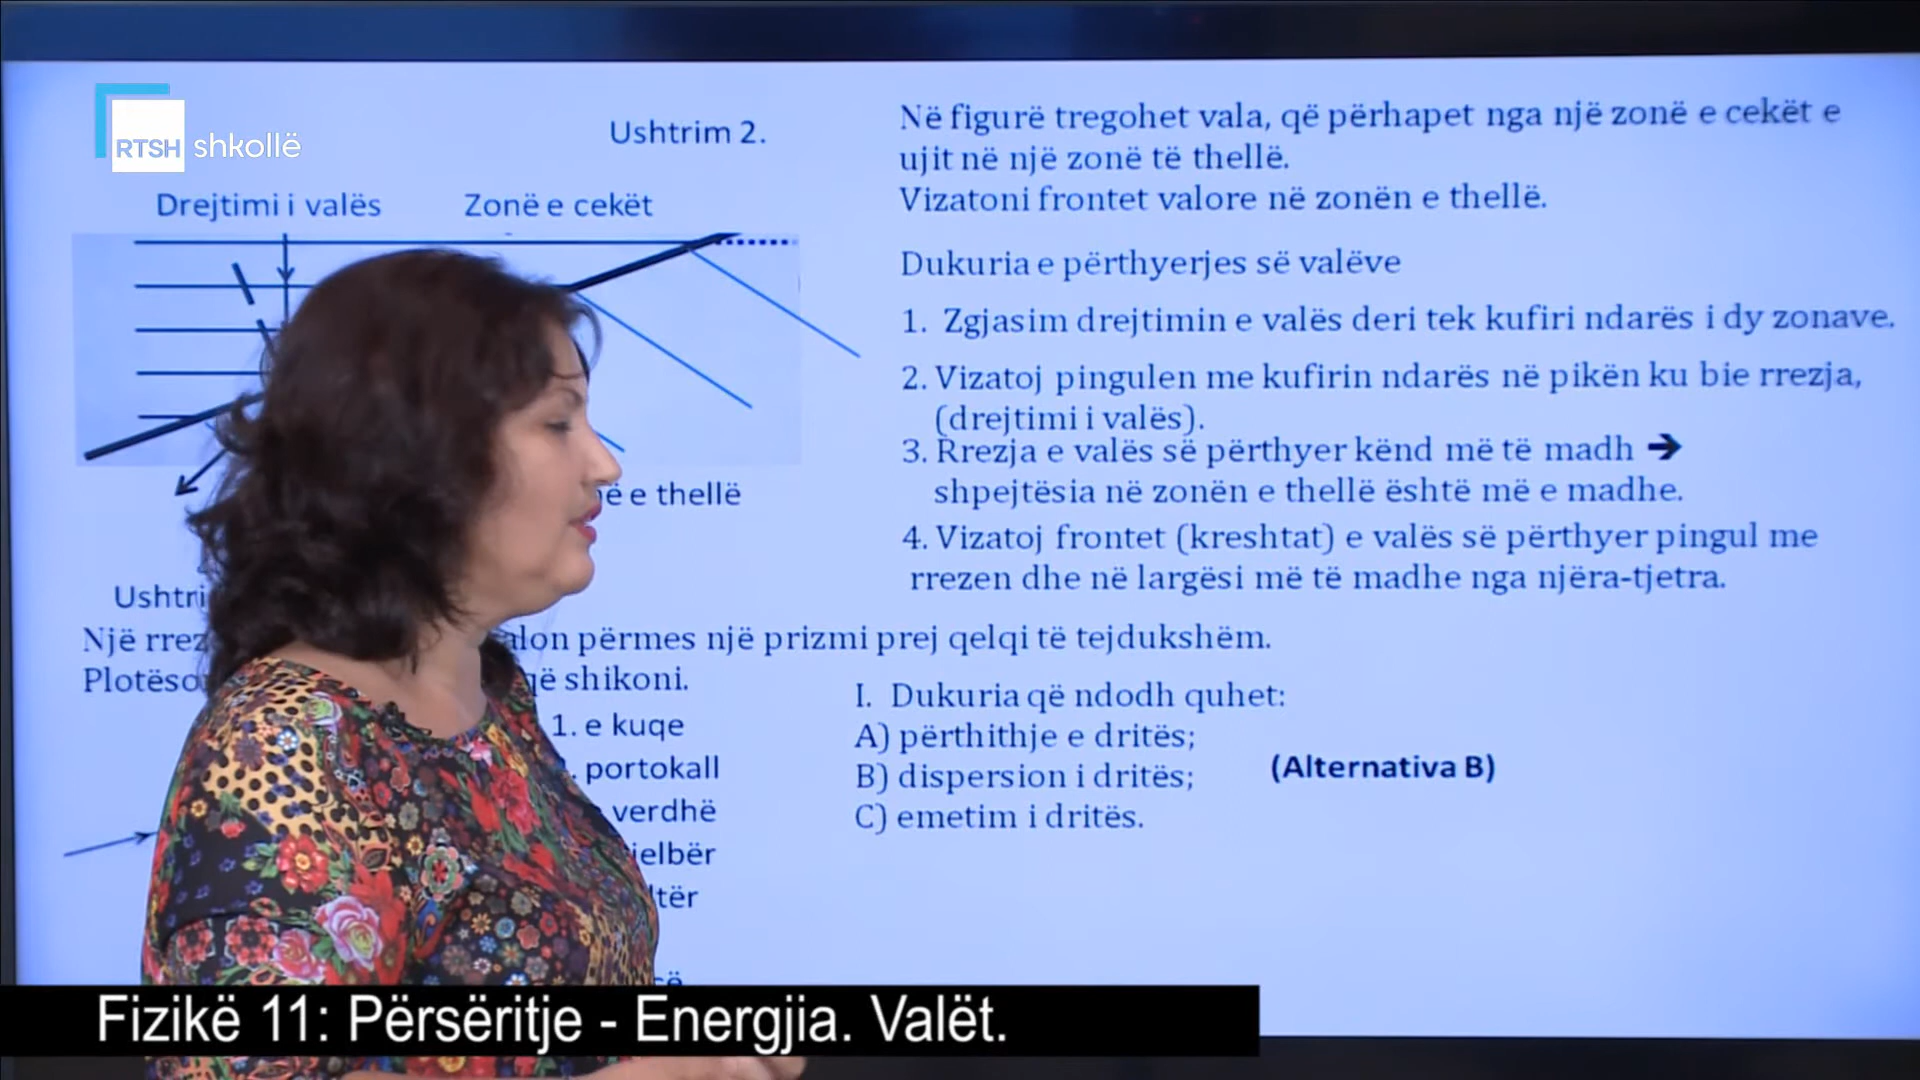 RTSH shkollë
Ushtrim 2.
Drejtimi i valës
Zonë e cekët
e thellë
Në figurë tregohet vala, që përhapet nga një zonë e cekët e
ujit në një zonë të thellë.
Vizatoni frontet valore në zonën e thellë.
Dukuria e përthyerjes së valëve
1. Zgjasim drejtimin e valës deri tek kufiri ndarës i dy zonave.
2. Vizatoj pingulen me kufirin ndarës në pikën ku bie rrezja,
(drejtimi i valës).
3. Rrezja e valës së përthyer kënd më të madh ➔
shpejtësia në zonën e thellë është më e madhe.
4. Vizatoj frontet (kreshtat) e valës së përthyer pingul me
rrezen dhe në largësi më të madhe nga njëra-tjetra.
Një përmes një prizmi prej qelqi të tejdukshëm.
që shikoni.
1. e kuqe
portokall
verdhë
I. Dukuria që ndodh quhet:
A) përthithje e dritës;
B) dispersion i dritës;
C) emetim i dritës.
(Alternativa B)
Fizikë 11: Përsëritje - Energjia. Valët.